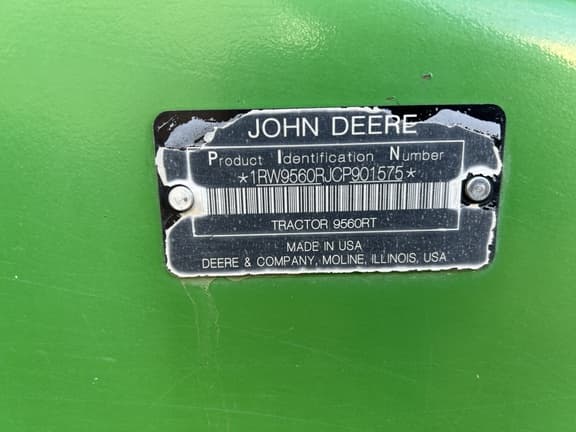 JOHN DEERE
Product Identification Number
*1RW9560RJCP901575*
TRACTOR 9560RT
MADE IN USA
DEERE & COMPANY, MOLINE, ILLINOIS, USA